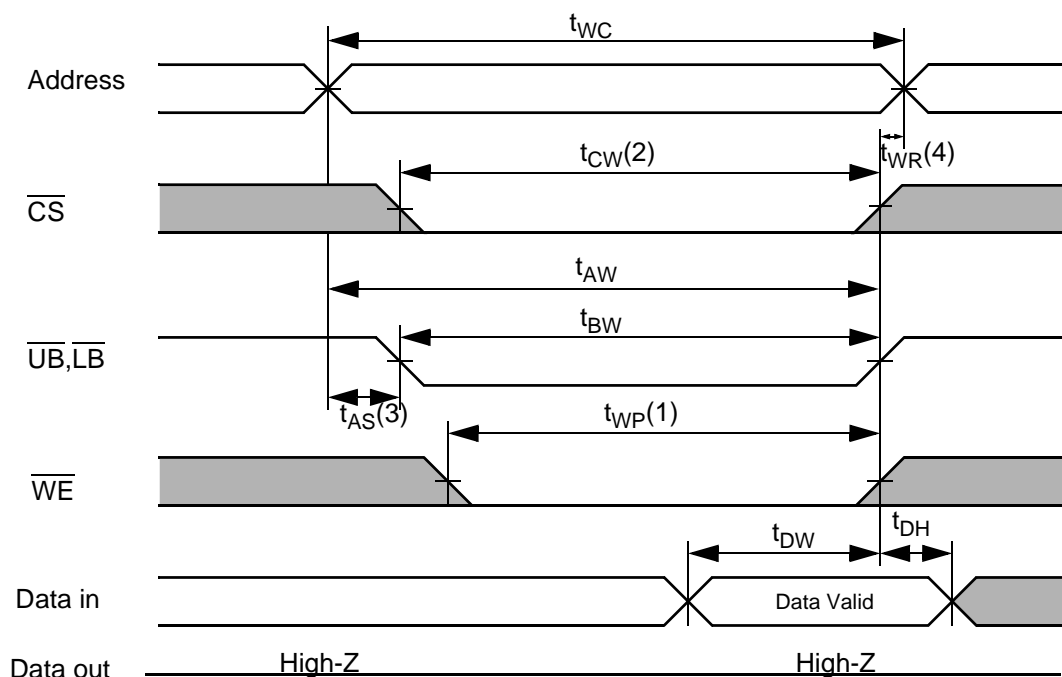 tWC
Address
tCW(2)
tWR(4)
CS
tAW
tBW
UB,LB
tAS(3)
tWP(1)
WE
tDW
tDH
Data in
Data Valid
Data out
High-Z
High-Z